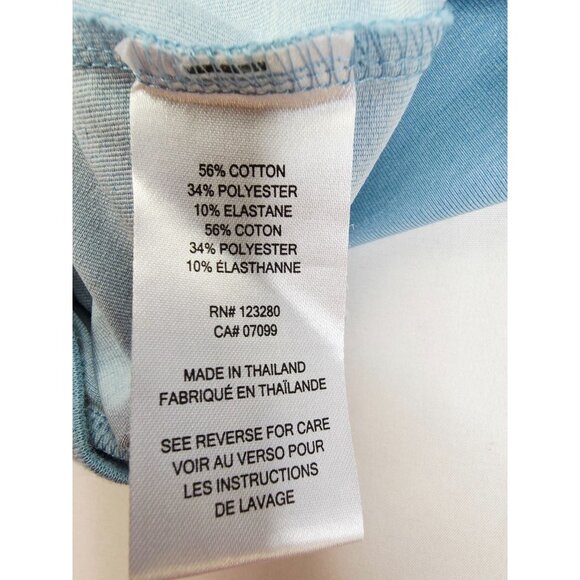 56% COTTON
34% POLYESTER
10% ELASTANE
56% COTON
34% POLYESTER
10% ÉLASTHANNE
RN# 123280
CA# 07099
MADE IN THAILAND
FABRIQUÉ EN THAÏLANDE
SEE REVERSE FOR CARE
VOIR AU VERSO POUR
LES INSTRUCTIONS
DE LAVAGE